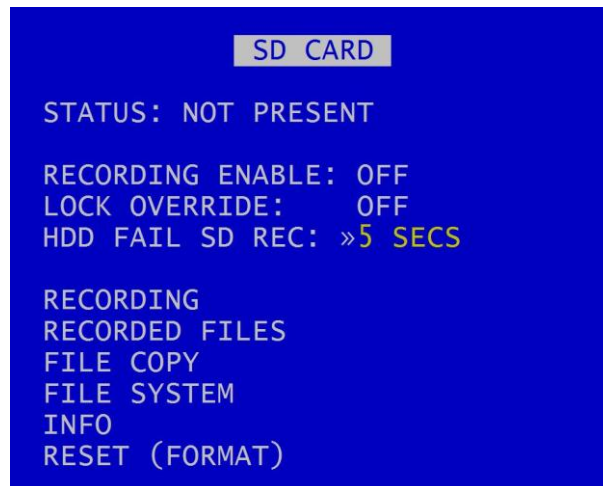 SD CARD
STATUS: NOT PRESENT
RECORDING ENABLE: OFF
LOCK OVERRIDE: OFF
HDD FAIL SD REC: »5 SECS
RECORDING
RECORDED FILES
FILE COPY
FILE SYSTEM
INFO
RESET (FORMAT)